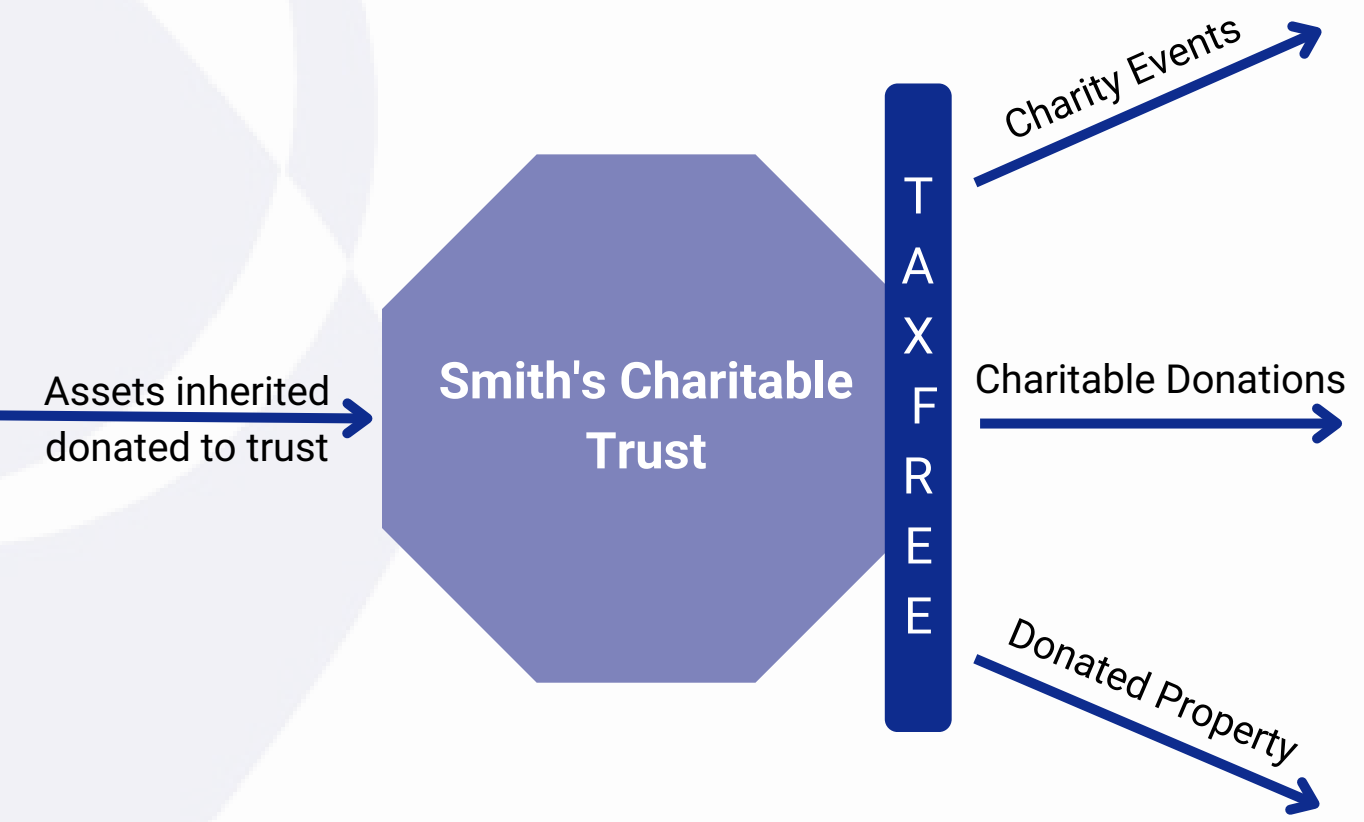 Assets inherited
donated to trust
Smith's Charitable
Trust
T
A
X
F
R
E
E
Charity Events
Charitable Donations
Donated Property